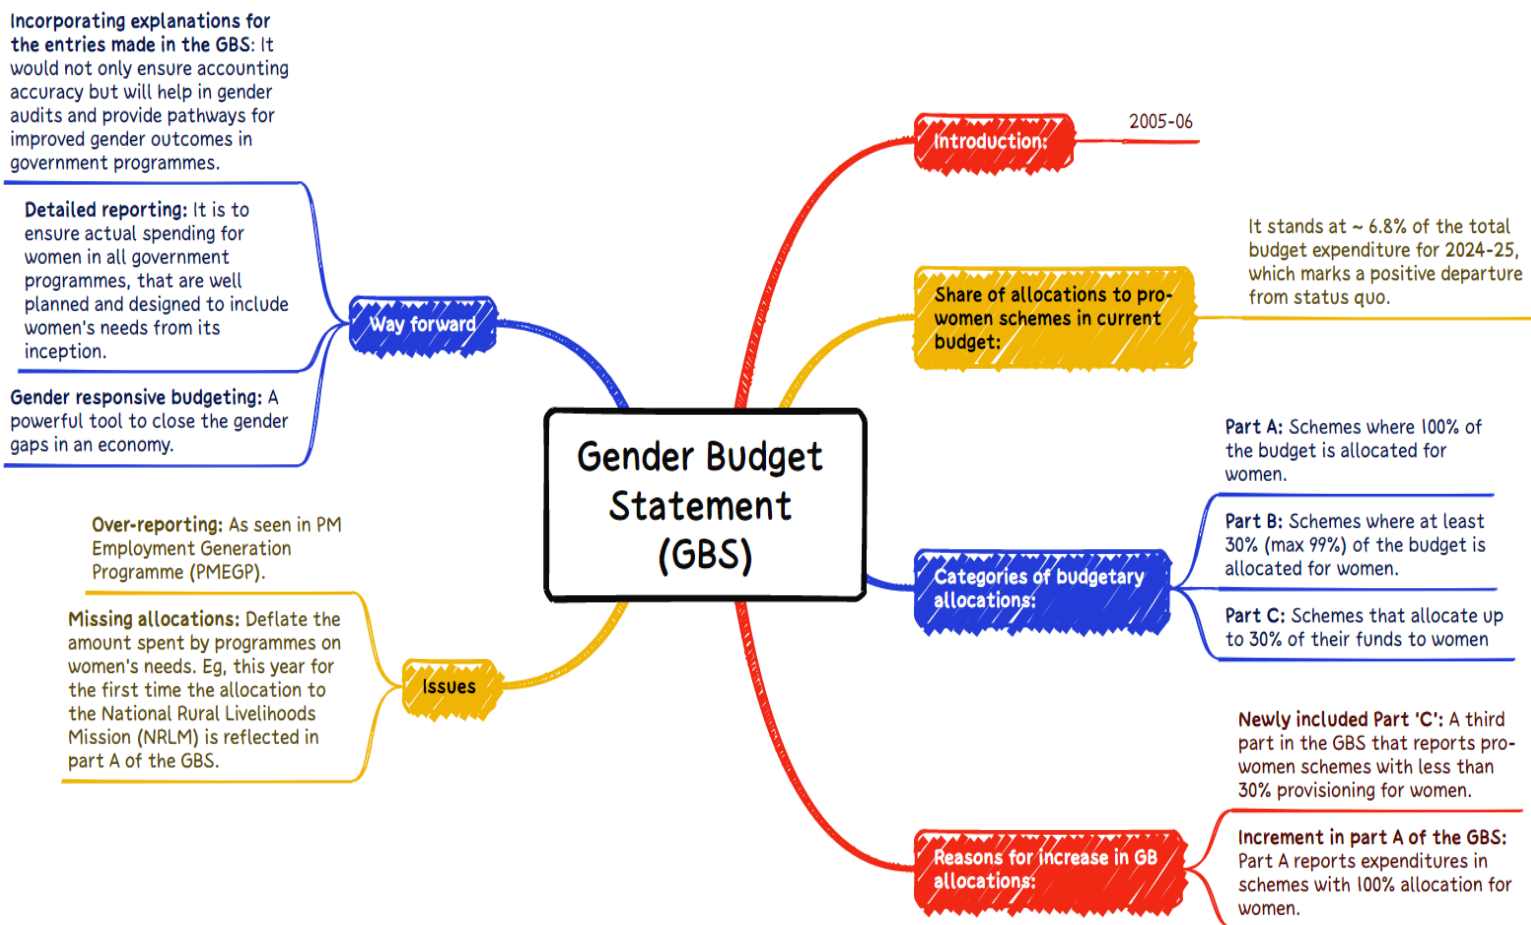 Gender Budget
Statement
(GBS)
Introduction:
2005-06
Share of allocations to pro-
women schemes in current
budget:
It stands at ~ 6.8% of the total
budget expenditure for 2024-25,
which marks a positive departure
from status quo.
Categories of budgetary
allocations:
Part A: Schemes where 100% of
the budget is allocated for
women.
Part B: Schemes where at least
30% (max 99%) of the budget is
allocated for women.
Part C: Schemes that allocate up
to 30% of their funds to women
Reasons for increase in GB
allocations:
Newly included Part 'C': A third
part in the GBS that reports pro-
women schemes with less than
30% provisioning for women.
Increment in part A of the GBS:
Part A reports expenditures in
schemes with 100% allocation for
women.
Issues
Over-reporting: As seen in PM
Employment Generation
Programme (PMEGP).
Missing allocations: Deflate the
amount spent by programmes on
women's needs. Eg, this year for
the first time the allocation to
the National Rural Livelihoods
Mission (NRLM) is reflected in
part A of the GBS.
Way forward
Incorporating explanations for
the entries made in the GBS: It
would not only ensure accounting
accuracy but will help in gender
audits and provide pathways for
improved gender outcomes in
government programmes.
Detailed reporting: It is to
ensure actual spending for
women in all government
programmes, that are well
planned and designed to include
women's needs from its
inception.
Gender responsive budgeting: A
powerful tool to close the gender
gaps in an economy.